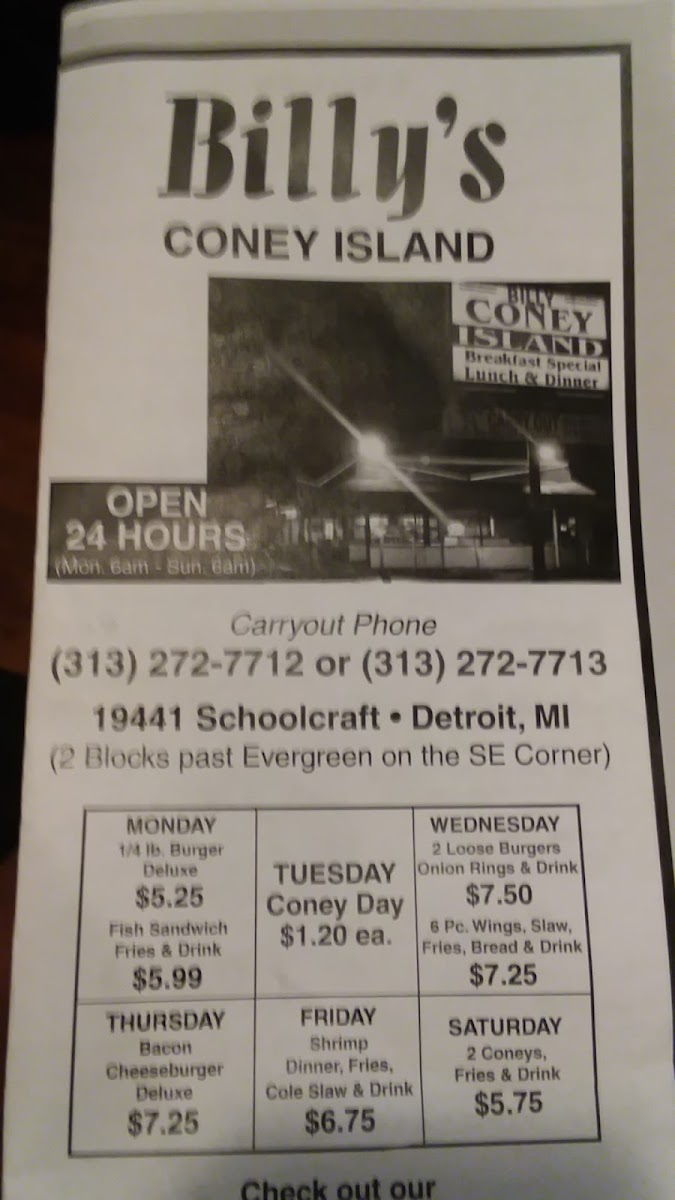 Billy's
CONEY ISLAND
BILLY
CONEY
ISLAND
Breakfast Special
Lunch & Dinner
CARRY OUT
OPEN
24 HOURS
(Mon. 6am - Sun. 6am)
Carryout Phone
(313) 272-7712 or (313) 272-7713
19441 Schoolcraft • Detroit, MI
(2 Blocks past Evergreen on the SE Corner)
MONDAY
1/4 lb. Burger
Deluxe
$5.25
Fish Sandwich
Fries & Drink
$5.99
TUESDAY
Coney Day
$1.20 ea.
WEDNESDAY
2 Loose Burgers
Onion Rings & Drink
$7.50
6 Pc. Wings, Slaw,
Fries, Bread & Drink
$7.25
THURSDAY
Bacon
Cheeseburger
Deluxe
$7.25
FRIDAY
Shrimp
Dinner, Fries,
Cole Slaw & Drink
$6.75
SATURDAY
2 Coneys,
Fries & Drink
$5.75
Check out our